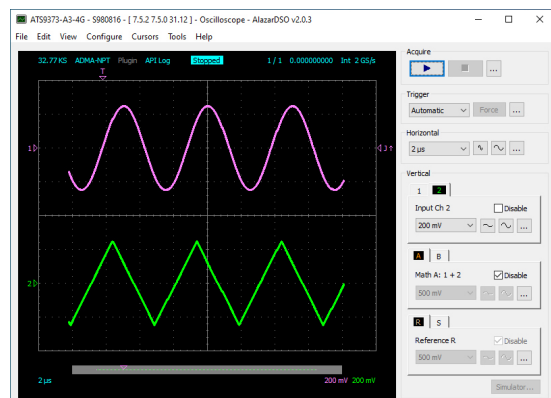 ATS9373-A3-4G - S980816 - [ 7.5.2 7.5.0 31.12 ] - Oscilloscope - AlazarDSO v2.0.3
File Edit View Configure Cursors Tools Help
32.77 KS ADMA-NPT Plugin API Log Stopped 1 / 1 0.000000000 Int 2 GS/s
T
1
J↑
2
2 µs 200 mV 200 mV
Acquire
...
Trigger
Automatic Force ...
Horizontal
2 µs ...
Vertical
1 2
Input Ch 2 Disable
200 mV ...
A B
Math A: 1 + 2 Disable
500 mV ...
R S
Reference R Disable
500 mV ...
Simulator...